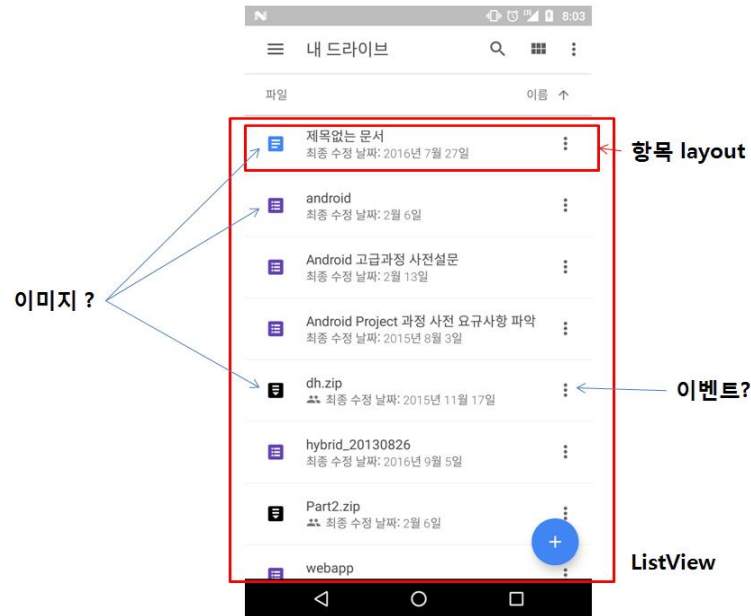 8:03
내 드라이브
파일
이름
제목없는 문서
최종 수정 날짜: 2016년 7월 27일
항목 layout
android
최종 수정 날짜: 2월 6일
Android 고급과정 사전설문
최종 수정 날짜: 2월 13일
이미지 ?
Android Project 과정 사전 요규사항 파악
최종 수정 날짜: 2015년 8월 3일
dh.zip
최종 수정 날짜: 2015년 11월 17일
이벤트?
hybrid_20130826
최종 수정 날짜: 2016년 9월 5일
Part2.zip
최종 수정 날짜: 2월 6일
ListView
webapp